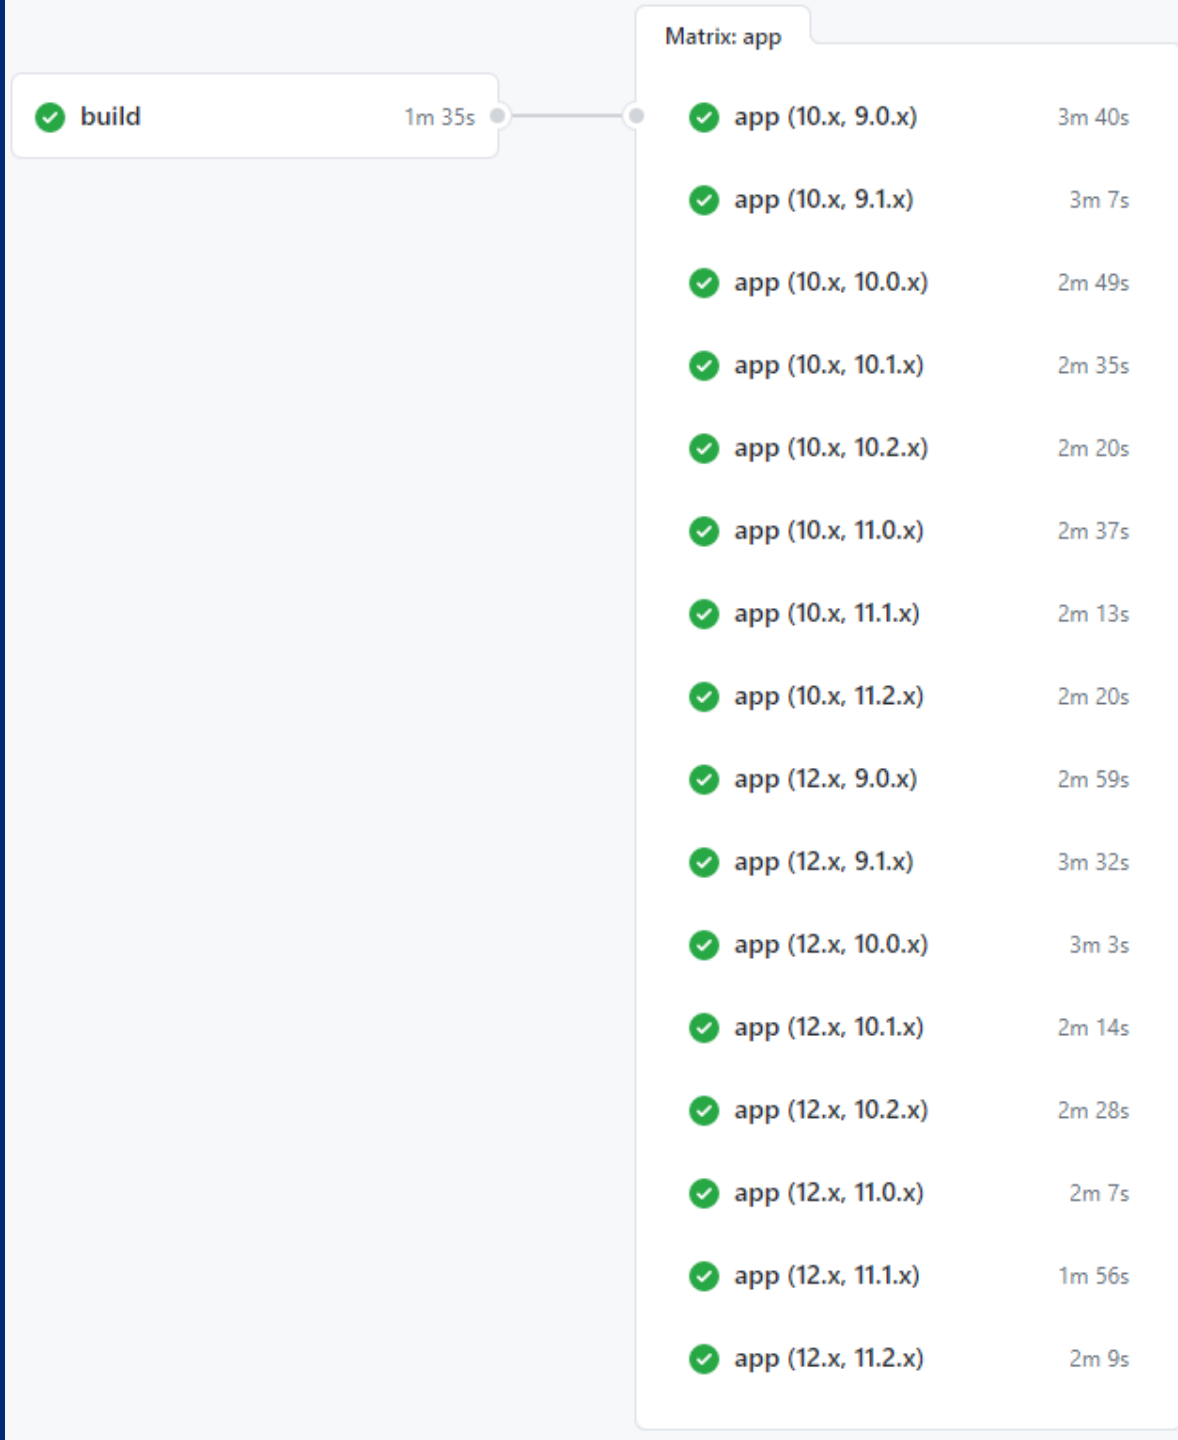 Matrix: app
build 1m 35s
app (10.x, 9.0.x) 3m 40s
app (10.x, 9.1.x) 3m 7s
app (10.x, 10.0.x) 2m 49s
app (10.x, 10.1.x) 2m 35s
app (10.x, 10.2.x) 2m 20s
app (10.x, 11.0.x) 2m 37s
app (10.x, 11.1.x) 2m 13s
app (10.x, 11.2.x) 2m 20s
app (12.x, 9.0.x) 2m 59s
app (12.x, 9.1.x) 3m 32s
app (12.x, 10.0.x) 3m 3s
app (12.x, 10.1.x) 2m 14s
app (12.x, 10.2.x) 2m 28s
app (12.x, 11.0.x) 2m 7s
app (12.x, 11.1.x) 1m 56s
app (12.x, 11.2.x) 2m 9s